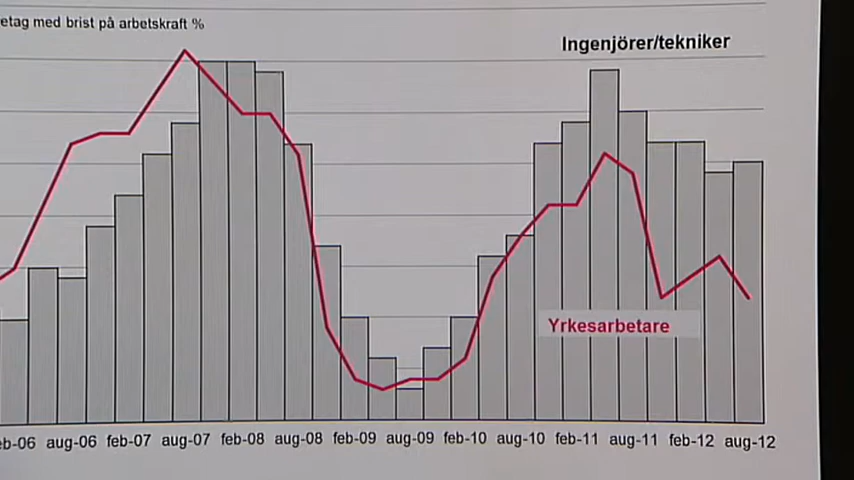 etag med brist på arbetskraft %
Ingenjörer/tekniker
Yrkesarbetare
eb-06 aug-06 feb-07 aug-07 feb-08 aug-08 feb-09 aug-09 feb-10 aug-10 feb-11 aug-11 feb-12 aug-12